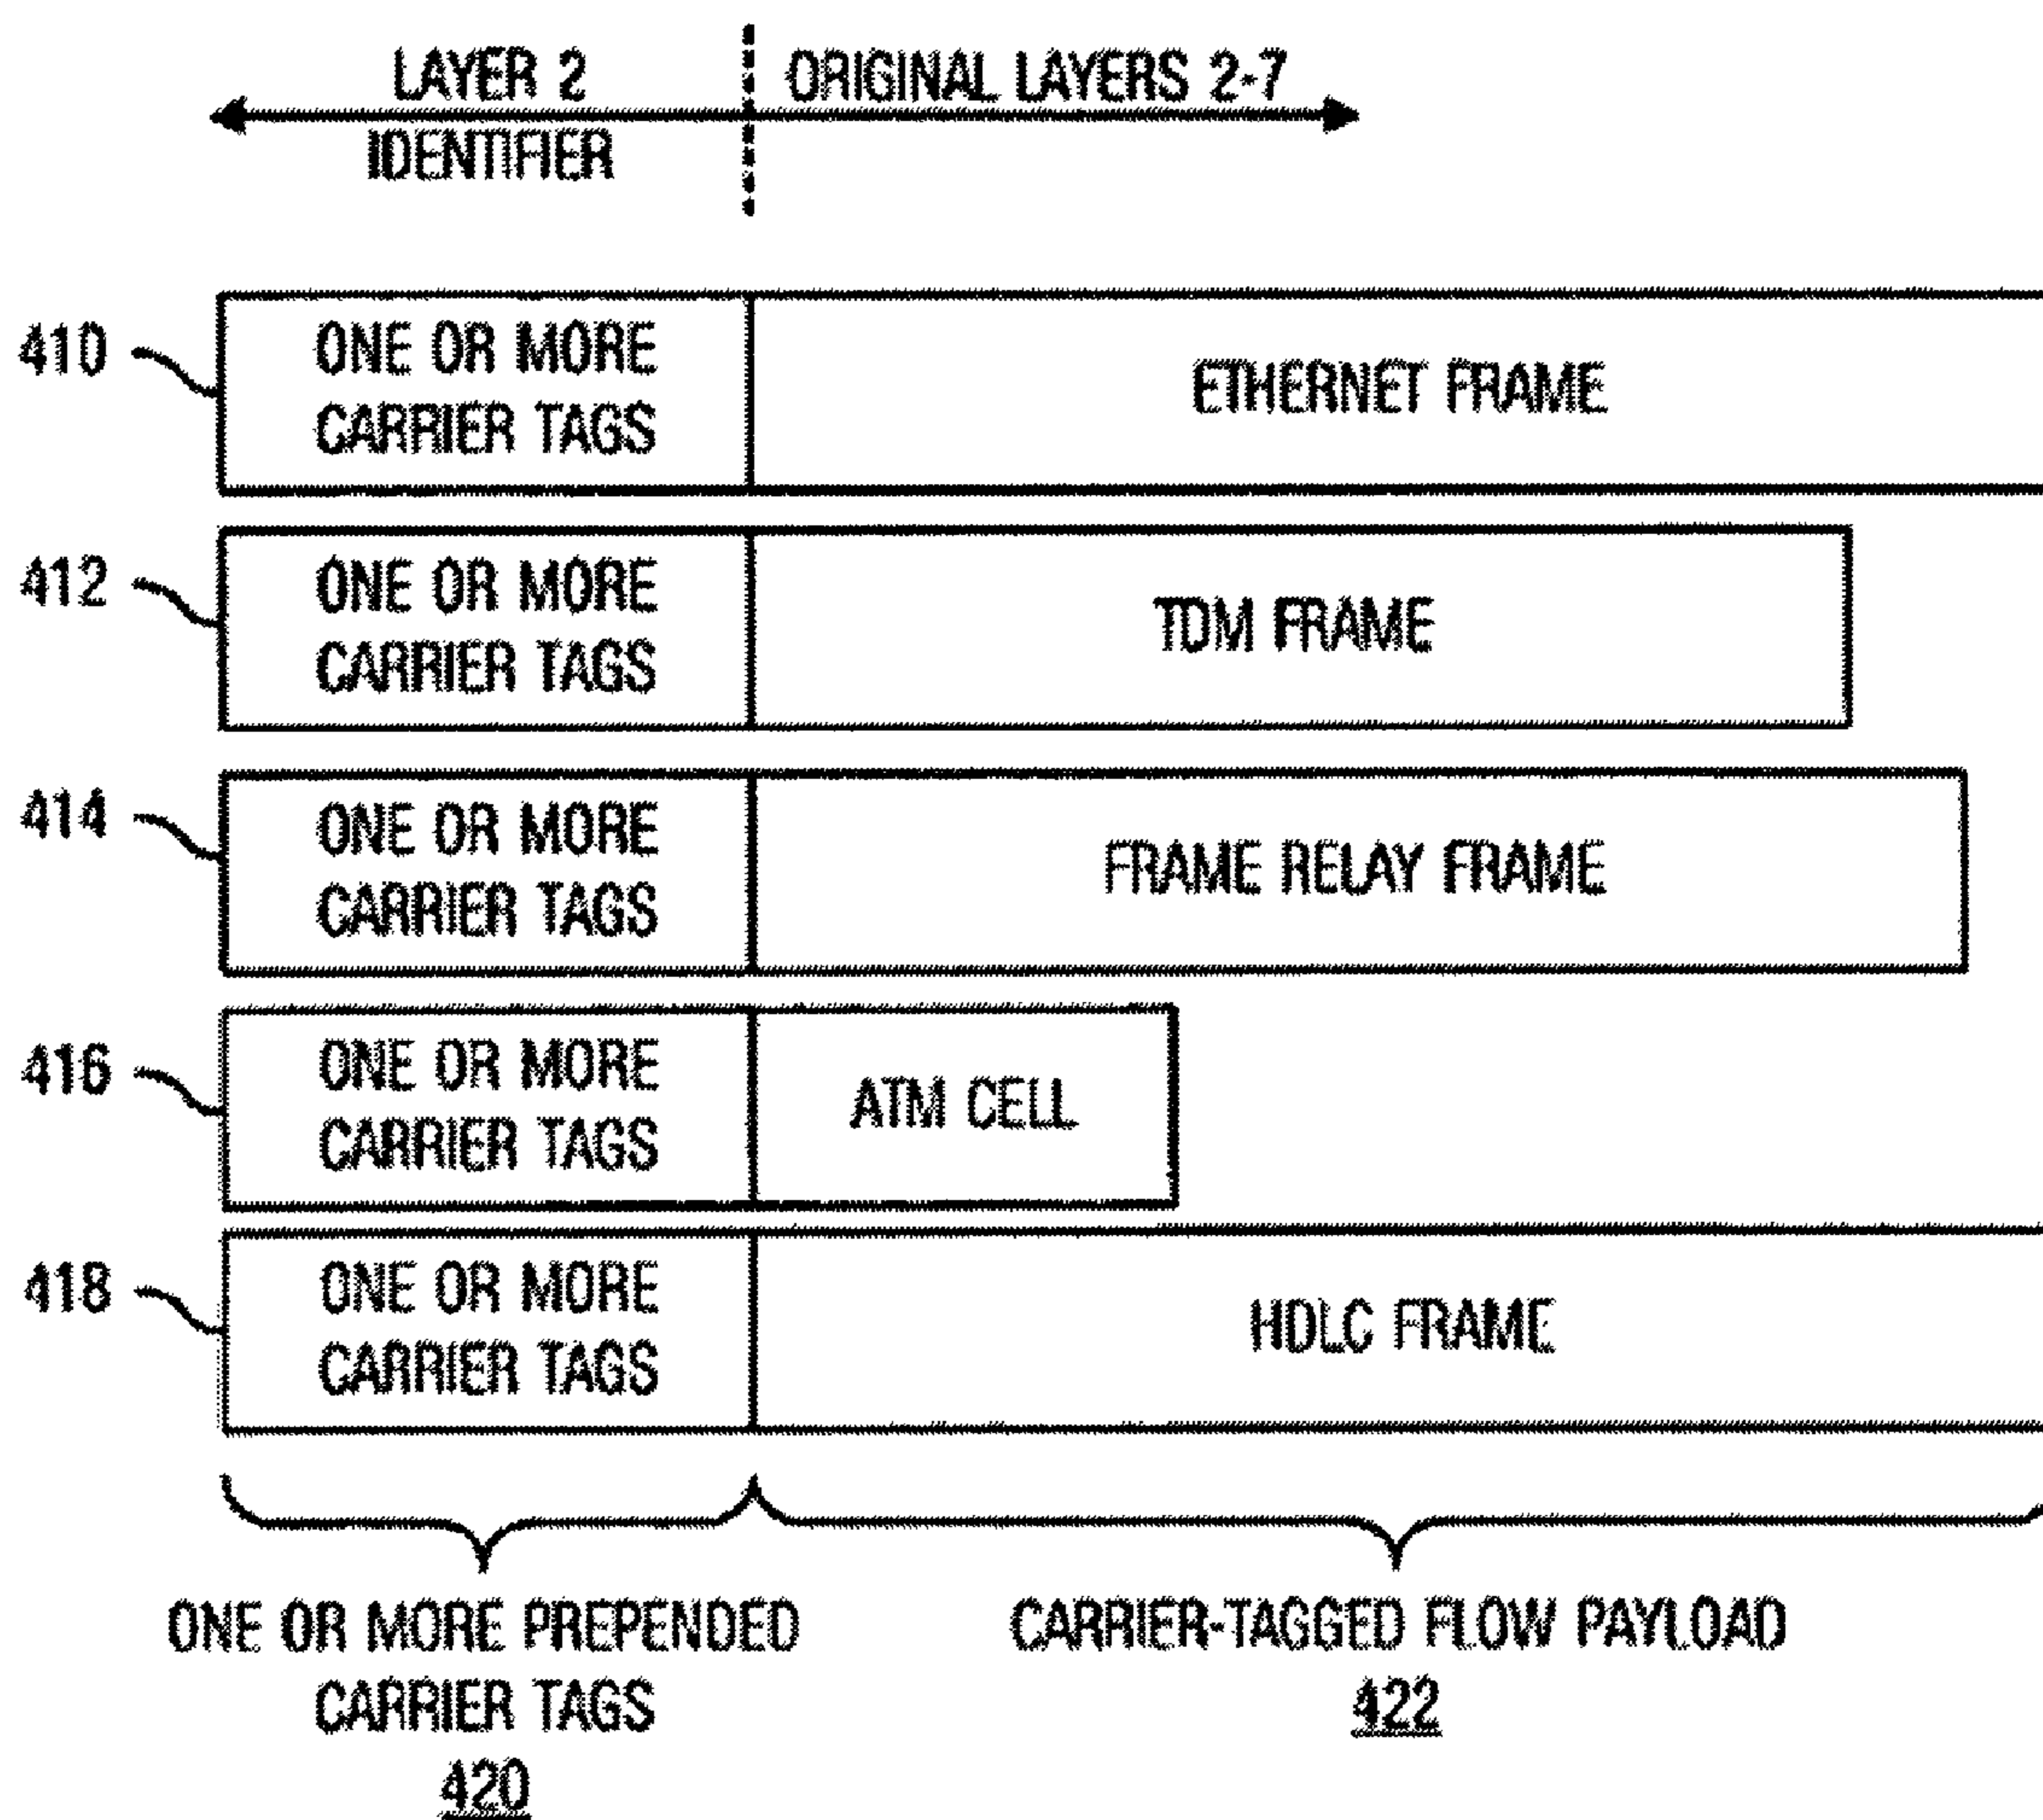 LAYER 2
IDENTIFIER
ORIGINAL LAYERS 2-7
410
ONE OR MORE
CARRIER TAGS
ETHERNET FRAME
412
ONE OR MORE
CARRIER TAGS
TDM FRAME
414
ONE OR MORE
CARRIER TAGS
FRAME RELAY FRAME
416
ONE OR MORE
CARRIER TAGS
ATM CELL
418
ONE OR MORE
CARRIER TAGS
HDLC FRAME
ONE OR MORE PREPENDED
CARRIER TAGS
420
CARRIER-TAGGED FLOW PAYLOAD
422